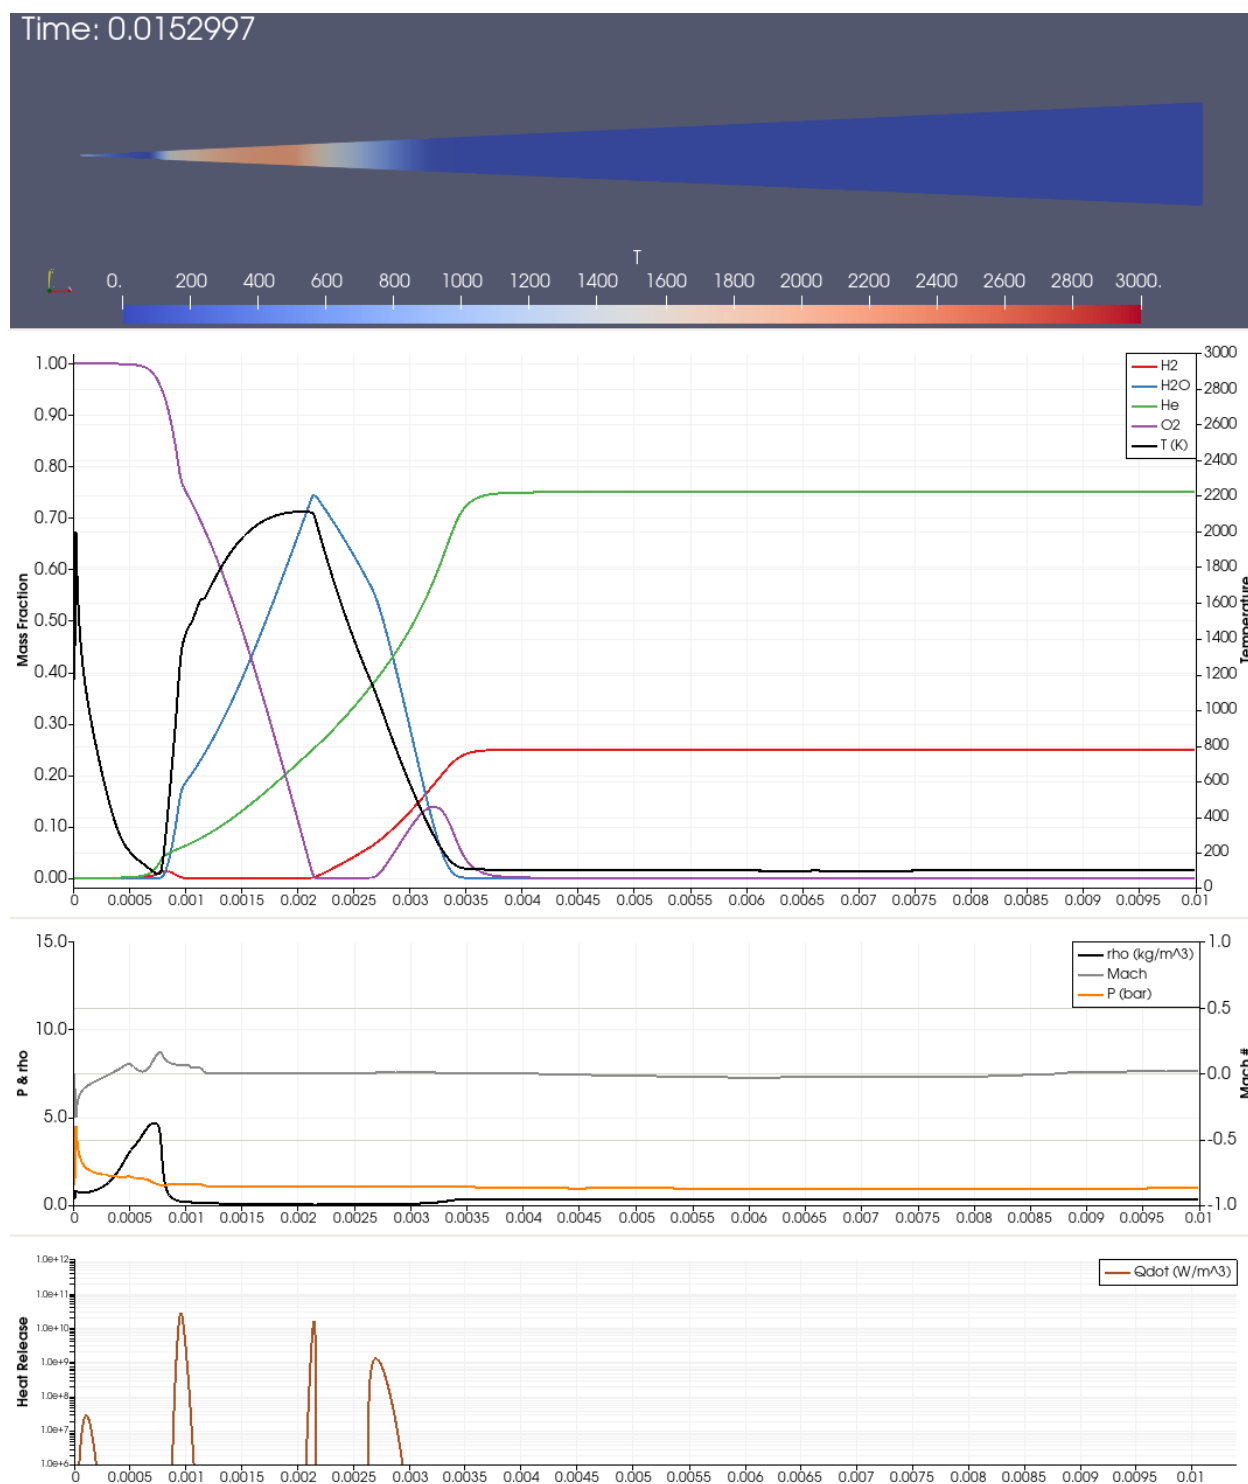 Time: 0.0152997
T
0. 200 400 600 800 1000 1200 1400 1600 1800 2000 2200 2400 2600 2800 3000.
1.00
0.90
0.80
0.70
0.60
0.50
0.40
0.30
0.20
0.10
0.00
Mass Fraction
H2
H2O
He
O2
T (K)
3000
2800
2600
2400
2200
2000
1800
1600
1400
1200
1000
800
600
400
200
0
Temperature
0 0.0005 0.001 0.0015 0.002 0.0025 0.003 0.0035 0.004 0.0045 0.005 0.0055 0.006 0.0065 0.007 0.0075 0.008 0.0085 0.009 0.0095 0.01
15.0
10.0
5.0
0.0
P & rho
rho (kg/m^3)
Mach
P (bar)
1.0
0.5
-0.0
-0.5
-1.0
Mach #
0 0.0005 0.001 0.0015 0.002 0.0025 0.003 0.0035 0.004 0.0045 0.005 0.0055 0.006 0.0065 0.007 0.0075 0.008 0.0085 0.009 0.0095 0.01
1.0e+12
1.0e+11
1.0e+10
1.0e+9
1.0e+8
1.0e+7
1.0e+6
Heat Release
Qdot (W/m^3)
0 0.0005 0.001 0.0015 0.002 0.0025 0.003 0.0035 0.004 0.0045 0.005 0.0055 0.006 0.0065 0.007 0.0075 0.008 0.0085 0.009 0.0095 0.01